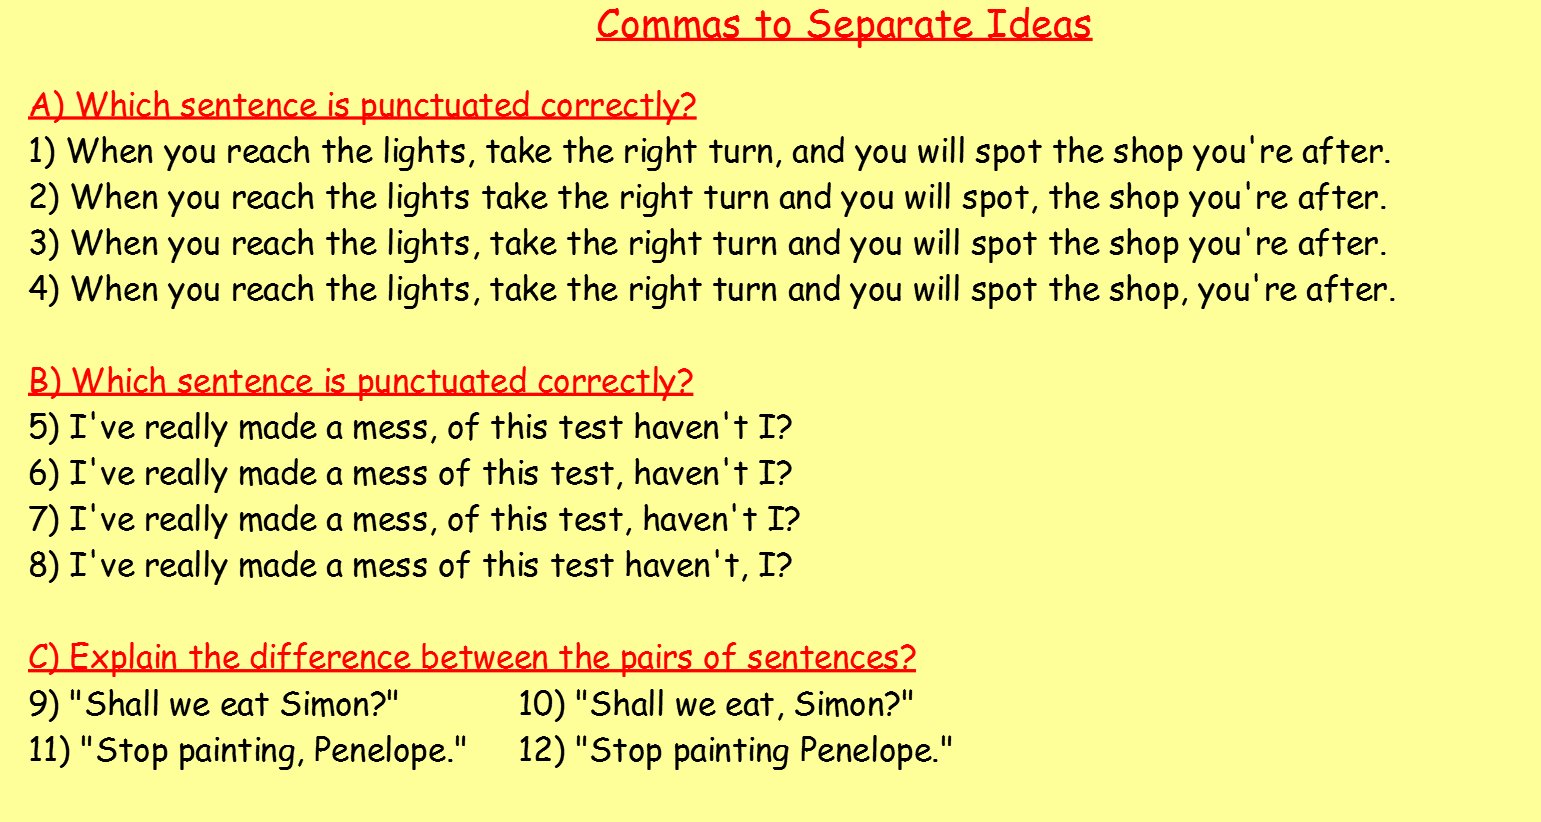 Commas to Separate Ideas
A) Which sentence is punctuated correctly?
1) When you reach the lights, take the right turn, and you will spot the shop you're after.
2) When you reach the lights take the right turn and you will spot, the shop you're after.
3) When you reach the lights, take the right turn and you will spot the shop you're after.
4) When you reach the lights, take the right turn and you will spot the shop, you're after.
B) Which sentence is punctuated correctly?
5) I've really made a mess, of this test haven't I?
6) I've really made a mess of this test, haven't I?
7) I've really made a mess, of this test, haven't I?
8) I've really made a mess of this test haven't, I?
C) Explain the difference between the pairs of sentences?
9) "Shall we eat Simon?" 10) "Shall we eat, Simon?"
11) "Stop painting, Penelope." 12) "Stop painting Penelope."